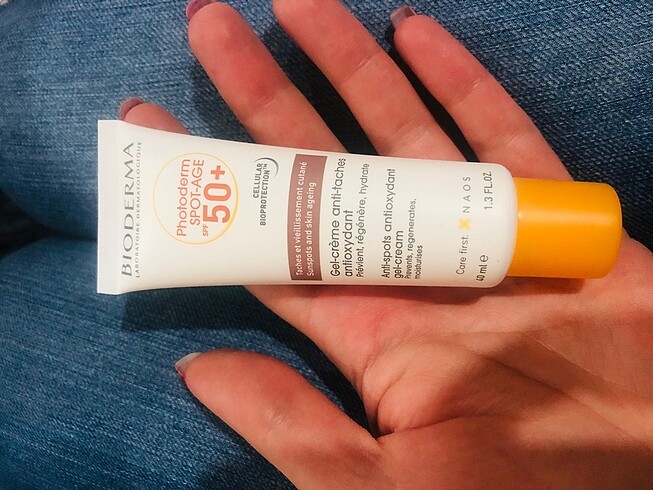 BIODERMA
LABORATOIRE DERMATOLOGIQUE
Photoderm
SPOT-AGE
SPF 50+
CELLULAR
BIOPROTECTION™
Taches et vieillissement cutané
Sunspots and skin ageing
Gel-crème anti-taches
antioxydant
Prévient, régénère, hydrate
Anti-spots antioxydant
gel-cream
Prevents, regenerates,
moisturises
Care first NAOS
40 ml ℮ 1.3 FL.OZ.